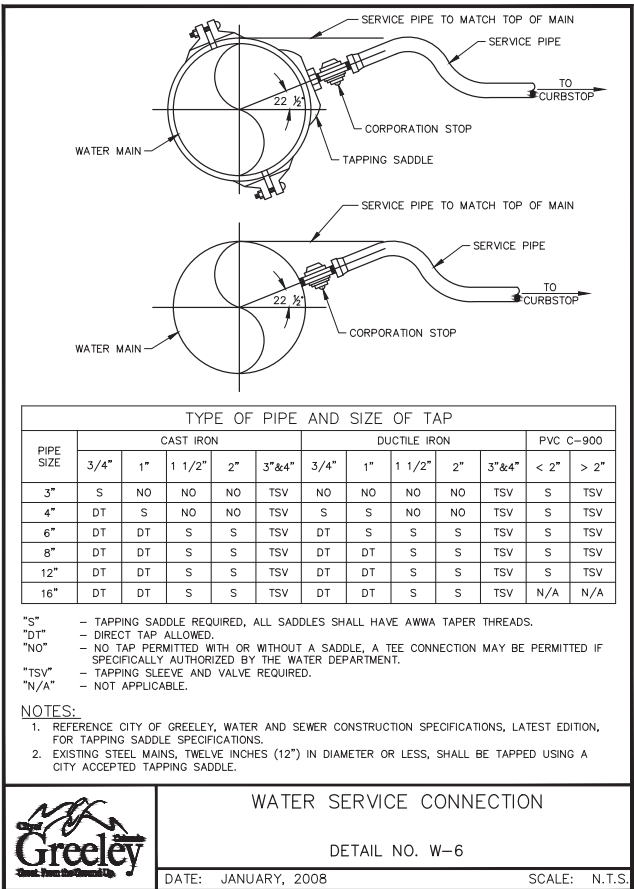 SERVICE PIPE TO MATCH TOP OF MAIN
SERVICE PIPE
TO
CURBSTOP
22 ½°
CORPORATION STOP
WATER MAIN
TAPPING SADDLE
SERVICE PIPE TO MATCH TOP OF MAIN
SERVICE PIPE
TO
CURBSTOP
22 ½°
CORPORATION STOP
WATER MAIN
TYPE OF PIPE AND SIZE OF TAP
PIPE SIZE CAST IRON DUCTILE IRON PVC C-900
3/4" 1" 1 1/2" 2" 3"&4" 3/4" 1" 1 1/2" 2" 3"&4" < 2" > 2"
3" S NO NO NO TSV NO NO NO NO TSV S TSV
4" DT S NO NO TSV S S NO NO TSV S TSV
6" DT DT S S TSV DT S S S TSV S TSV
8" DT DT S S TSV DT DT S S TSV S TSV
12" DT DT S S TSV DT DT S S TSV S TSV
16" DT DT S S TSV DT DT S S TSV N/A N/A
"S" – TAPPING SADDLE REQUIRED, ALL SADDLES SHALL HAVE AWWA TAPER THREADS.
"DT" – DIRECT TAP ALLOWED.
"NO" – NO TAP PERMITTED WITH OR WITHOUT A SADDLE, A TEE CONNECTION MAY BE PERMITTED IF
SPECIFICALLY AUTHORIZED BY THE WATER DEPARTMENT.
"TSV" – TAPPING SLEEVE AND VALVE REQUIRED.
"N/A" – NOT APPLICABLE.
NOTES:
1. REFERENCE CITY OF GREELEY, WATER AND SEWER CONSTRUCTION SPECIFICATIONS, LATEST EDITION,
FOR TAPPING SADDLE SPECIFICATIONS.
2. EXISTING STEEL MAINS, TWELVE INCHES (12") IN DIAMETER OR LESS, SHALL BE TAPPED USING A
CITY ACCEPTED TAPPING SADDLE.
City of
Colorado
Greeley
Great. From the Ground Up.
WATER SERVICE CONNECTION
DETAIL NO. W-6
DATE: JANUARY, 2008 SCALE: N.T.S.